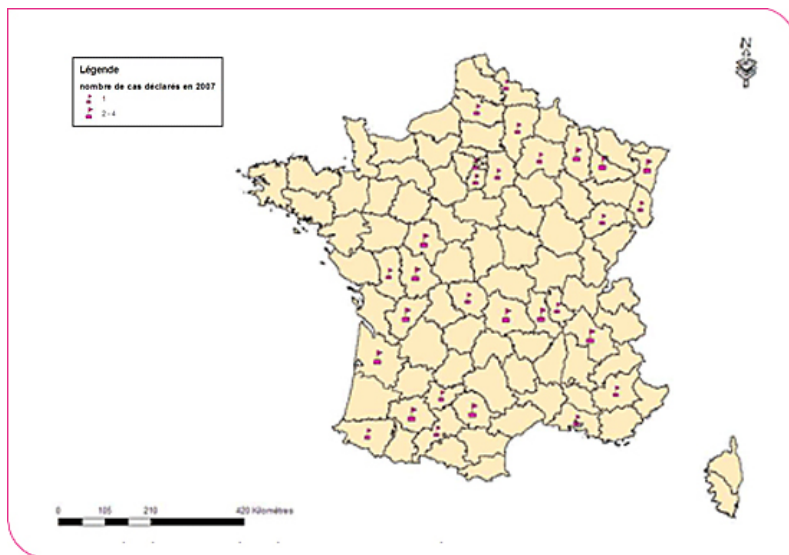 N
Légende
nombre de cas déclarés en 2007
1
2 - 4
0 105 210 420 Kilomètres